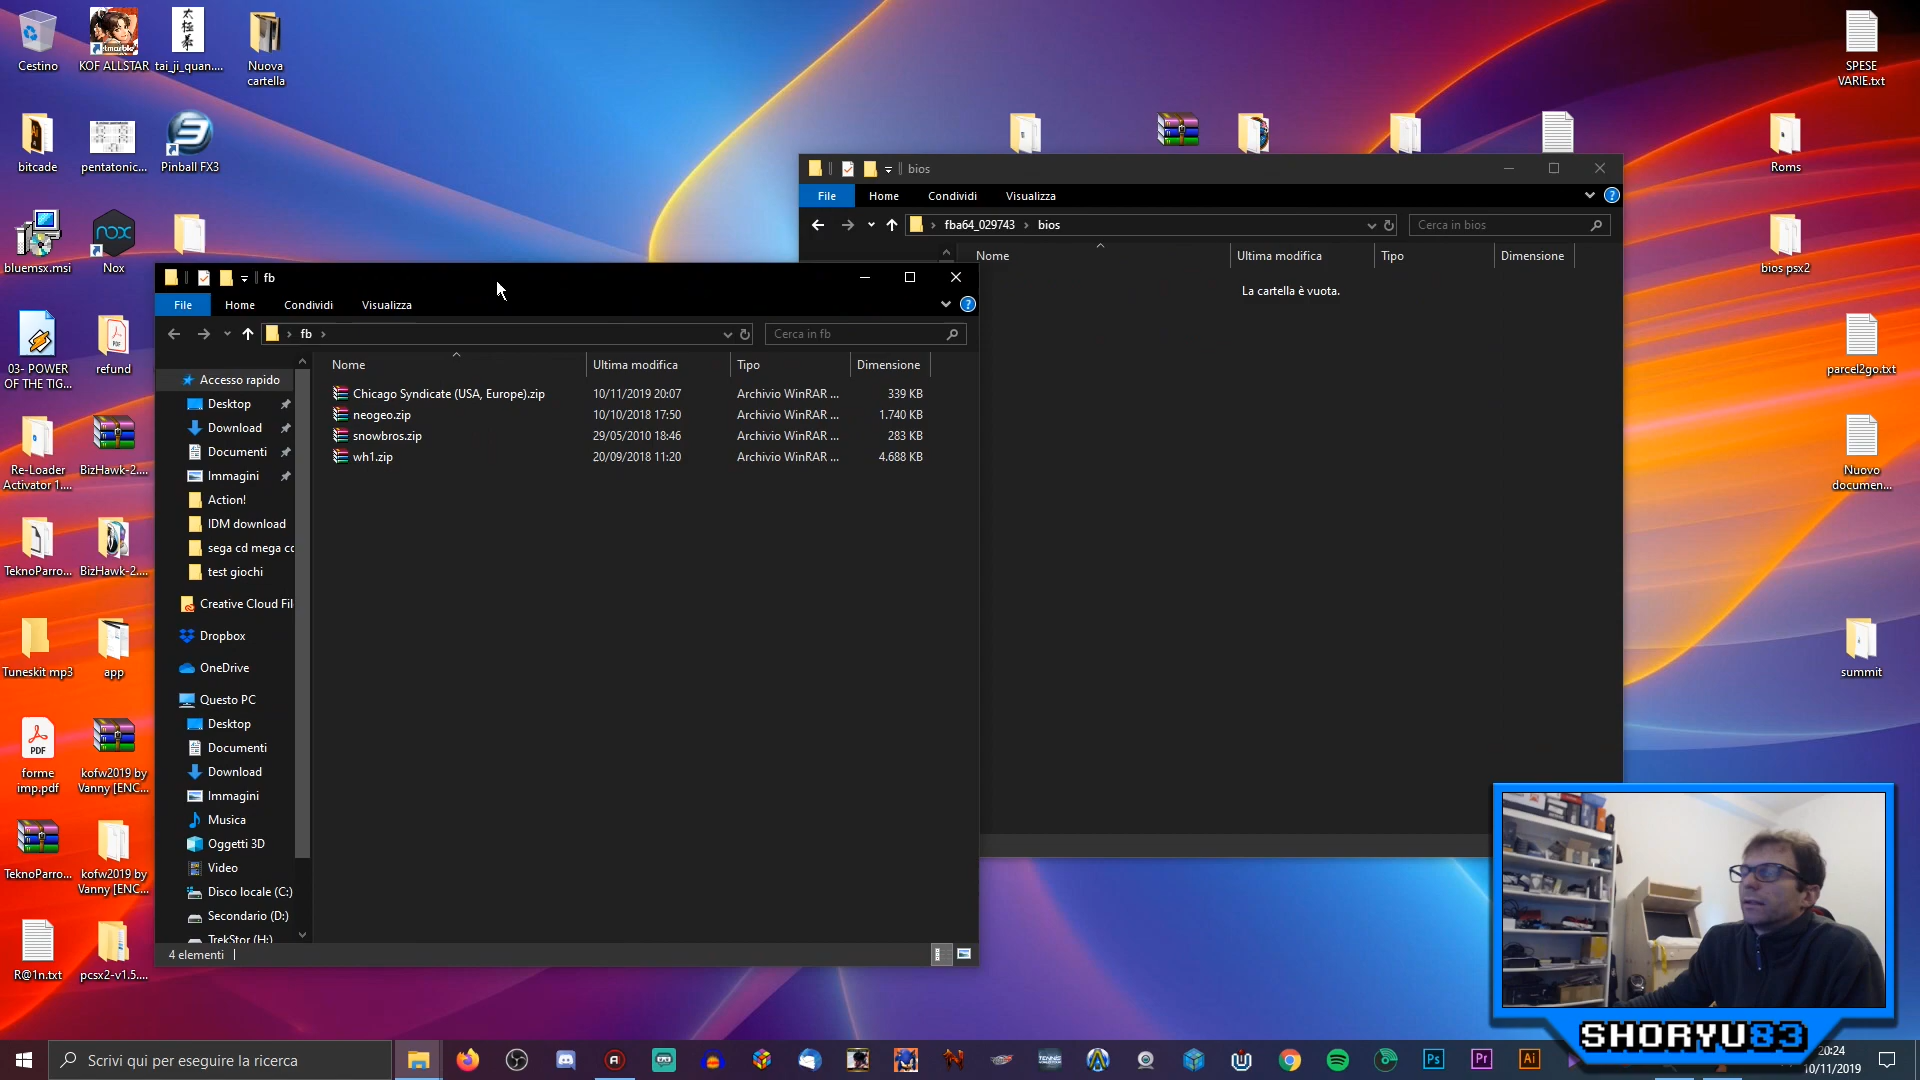 Cestino
KOF ALLSTAR
tai_ji_quan....
Nuova
cartella
SPESE
VARIE.txt
bitcade
pentatonic...
Pinball FX3
Roms
bluemsx.msi
Nox
bios psx2
03- POWER
OF THE TIG...
refund
parcel2go.txt
Re-Loader
Activator 1....
BizHawk-2....
Nuovo
documen...
TeknoParro...
BizHawk-2....
Tuneskit mp3
app
summit
forme
imp.pdf
kofw2019 by
Vanny [ENC...
TeknoParro...
kofw2019 by
Vanny [ENC...
R@1n.txt
pcsx2-v1.5....
bios
File
Home
Condividi
Visualizza
fba64_029743
bios
Cerca in bios
Nome
Ultima modifica
Tipo
Dimensione
La cartella è vuota.
fb
File
Home
Condividi
Visualizza
fb
Cerca in fb
Nome
Ultima modifica
Tipo
Dimensione
Chicago Syndicate (USA, Europe).zip 10/11/2019 20:07 Archivio WinRAR ... 339 KB
neogeo.zip 10/10/2018 17:50 Archivio WinRAR ... 1.740 KB
snowbros.zip 29/05/2010 18:46 Archivio WinRAR ... 283 KB
wh1.zip 20/09/2018 11:20 Archivio WinRAR ... 4.688 KB
Accesso rapido
Desktop
Download
Documenti
Immagini
Action!
IDM download
sega cd mega cd
test giochi
Creative Cloud Fil
Dropbox
OneDrive
Questo PC
Desktop
Documenti
Download
Immagini
Musica
Oggetti 3D
Video
Disco locale (C:)
Secondario (D:)
TrekStor (H:)
4 elementi
SHORYU83
Scrivi qui per eseguire la ricerca
20:24
10/11/2019